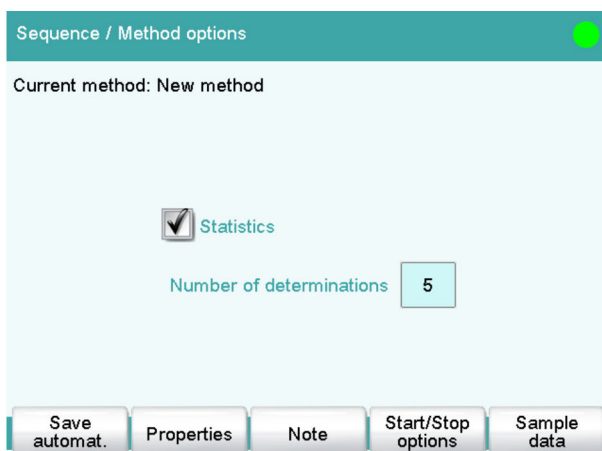 Sequence / Method options
Current method: New method
Statistics
Number of determinations 5
Save automat.
Properties
Note
Start/Stop options
Sample data